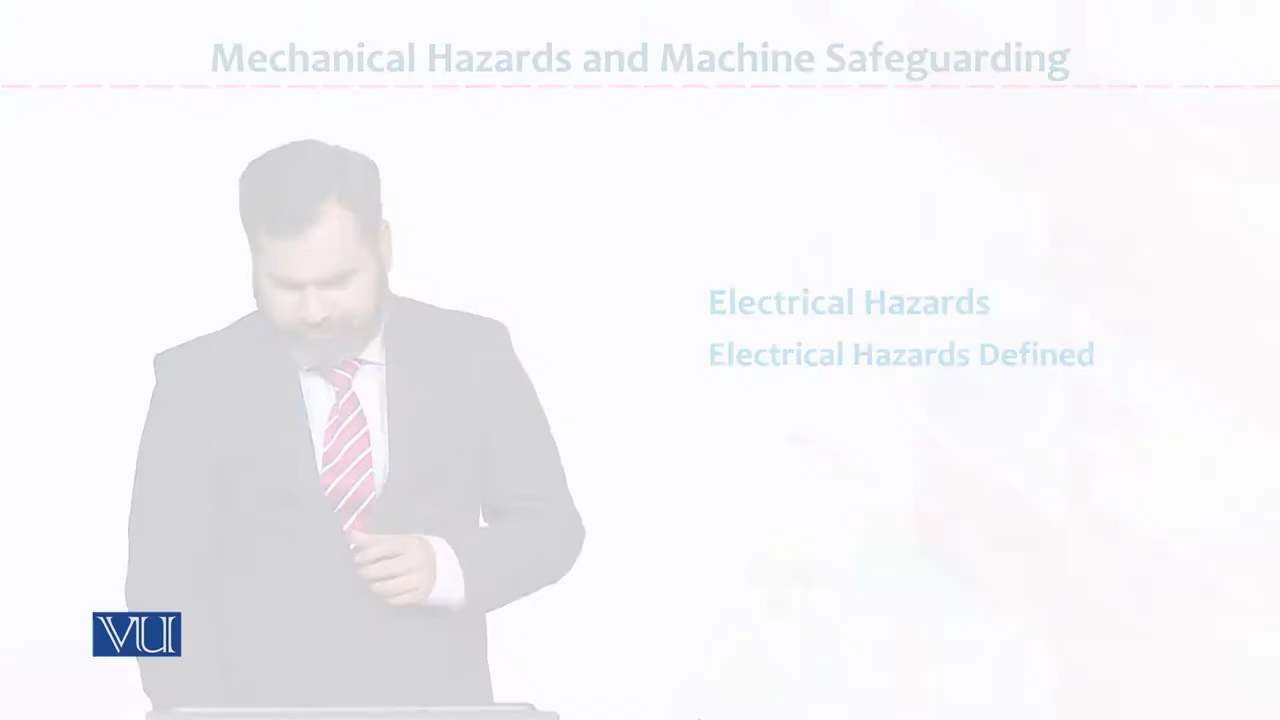 Mechanical Hazards and Machine Safeguarding
Electrical Hazards
Electrical Hazards Defined
VU